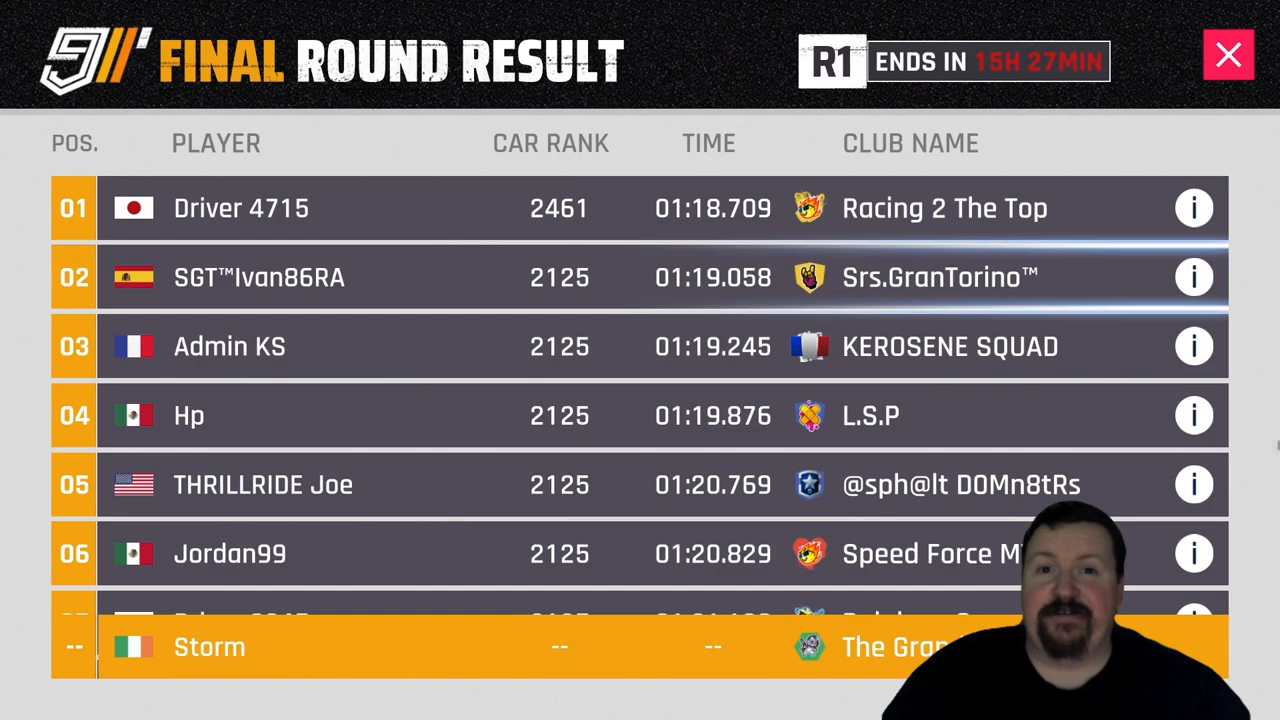 9
FINAL ROUND RESULT
R1 ENDS IN 15H 27MIN
POS. PLAYER CAR RANK TIME CLUB NAME
01 Driver 4715 2461 01:18.709 Racing 2 The Top i
02 SGT™Ivan86RA 2125 01:19.058 Srs.GranTorino™ i
03 Admin KS 2125 01:19.245 KEROSENE SQUAD i
04 Hp 2125 01:19.876 L.S.P i
05 THRILLRIDE Joe 2125 01:20.769 @sph@lt D0Mn8tRs i
06 Jordan99 2125 01:20.829 Speed Force i
-- Storm -- -- The